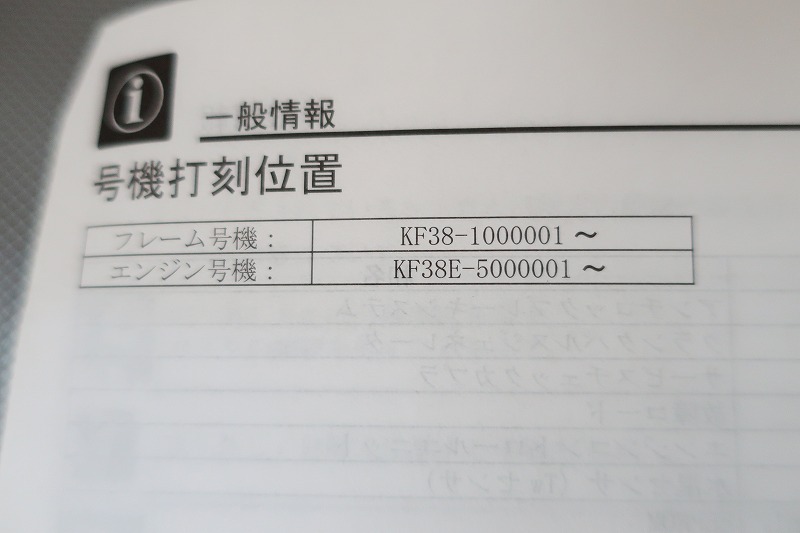 一般情報
号機打刻位置
フレーム号機： KF38-1000001～
エンジン号機： KF38E-5000001～